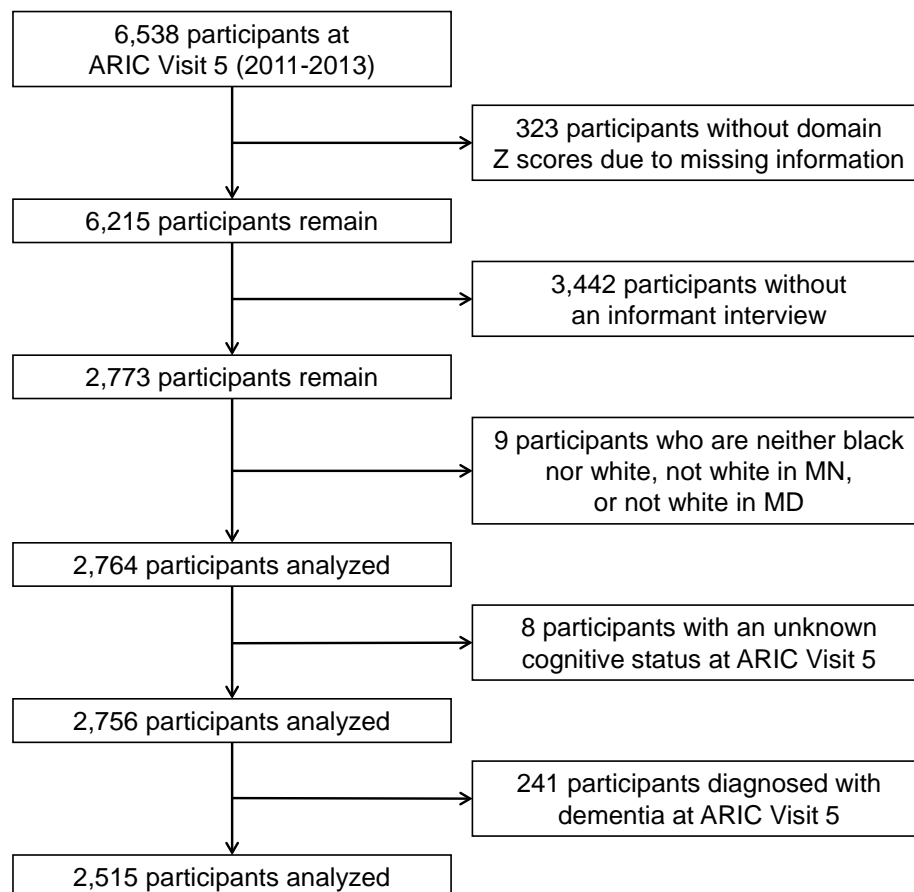 6,538 participants at
ARIC Visit 5 (2011-2013)
323 participants without domain
Z scores due to missing information
6,215 participants remain
3,442 participants without
an informant interview
2,773 participants remain
9 participants who are neither black
nor white, not white in MN,
or not white in MD
2,764 participants analyzed
8 participants with an unknown
cognitive status at ARIC Visit 5
2,756 participants analyzed
241 participants diagnosed with
dementia at ARIC Visit 5
2,515 participants analyzed